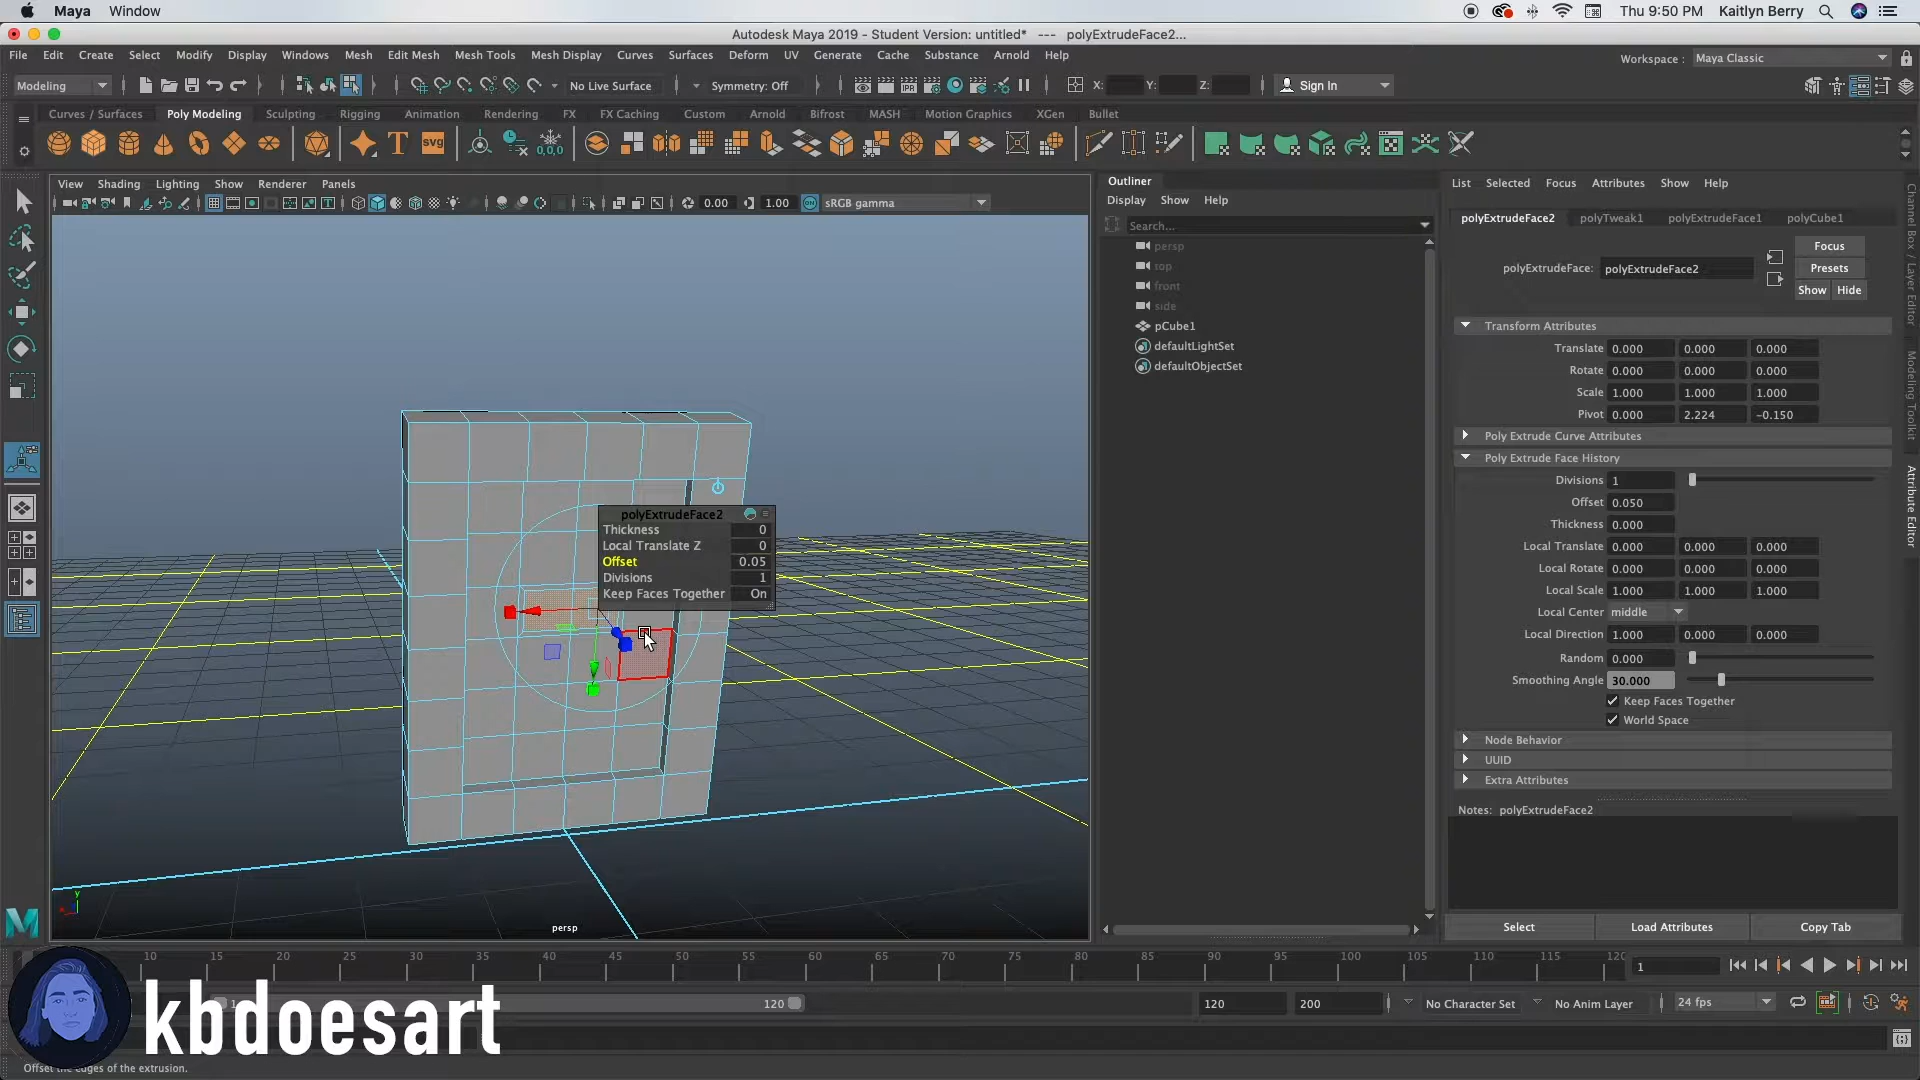 Maya Window Thu 9:50 PM Kaitlyn Berry
Autodesk Maya 2019 - Student Version: untitled* --- polyExtrudeFace2...
File Edit Create Select Modify Display Windows Mesh Edit Mesh Mesh Tools Mesh Display Curves Surfaces Deform UV Generate Cache Substance Arnold Help
Workspace : Maya Classic
Modeling No Live Surface Symmetry: Off X: Y: Z: Sign In
Curves / Surfaces Poly Modeling Sculpting Rigging Animation Rendering FX FX Caching Custom Arnold Bifrost MASH Motion Graphics XGen Bullet
View Shading Lighting Show Renderer Panels
0.00 1.00 sRGB gamma
polyExtrudeFace2
Thickness 0
Local Translate Z 0
Offset 0.05
Divisions 1
Keep Faces Together On
persp
Outliner
Display Show Help
Search...
persp
top
front
side
pCube1
defaultLightSet
defaultObjectSet
List Selected Focus Attributes Show Help
polyExtrudeFace2 polyTweak1 polyExtrudeFace1 polyCube1
polyExtrudeFace: polyExtrudeFace2
Focus
Presets
Show Hide
Transform Attributes
Translate 0.000 0.000 0.000
Rotate 0.000 0.000 0.000
Scale 1.000 1.000 1.000
Pivot 0.000 2.224 -0.150
Poly Extrude Curve Attributes
Poly Extrude Face History
Divisions 1
Offset 0.050
Thickness 0.000
Local Translate 0.000 0.000 0.000
Local Rotate 0.000 0.000 0.000
Local Scale 1.000 1.000 1.000
Local Center middle
Local Direction 1.000 0.000 0.000
Random 0.000
Smoothing Angle 30.000
Keep Faces Together
World Space
Node Behavior
UUID
Extra Attributes
Notes: polyExtrudeFace2
Select Load Attributes Copy Tab
Channel Box / Layer Editor
Modeling Toolkit
Attribute Editor
10 15 20 25 30 35 40 45 50 55 60 65 70 75 80 85 90 95 100 105 110 115 120 1
120 120 200 No Character Set No Anim Layer 24 fps
kbdoesart
Offset the edges of the extrusion.